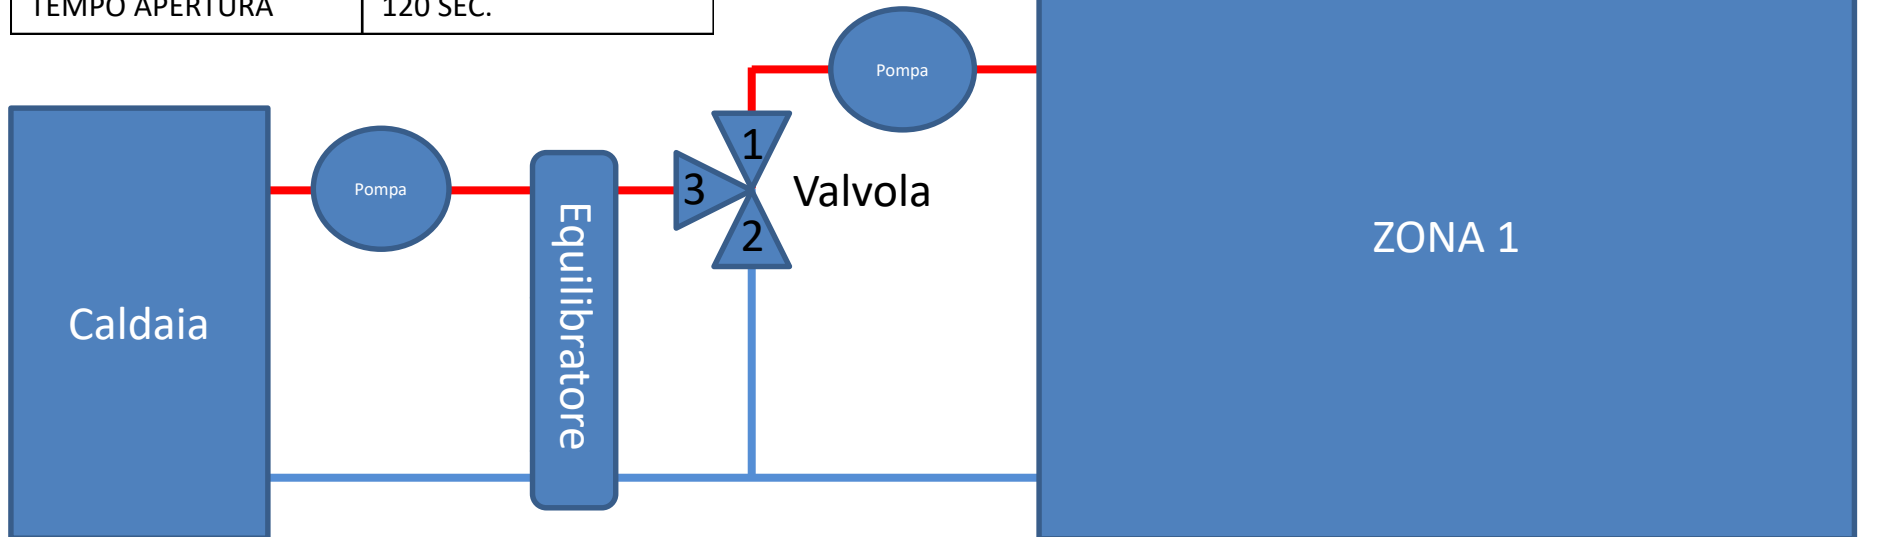 TEMPO APERTURA 120 SEC.
Pompa
1
Pompa
3
Valvola
2
Equilibratore
ZONA 1
Caldaia